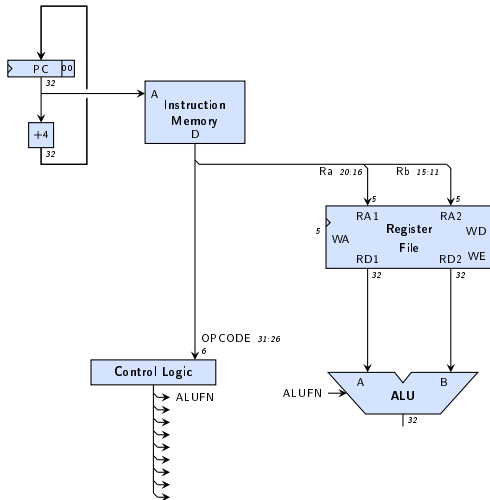 PC 00
32
A
Instruction
Memory
D
+4
32
Ra 20:16 Rb 15:11
5 5
RA1 RA2
5 WA Register WD
File
WE
RD1 RD2
32 32
OPCODE 31:26
6
Control Logic
A B
ALUFN ALUFN ALU
32